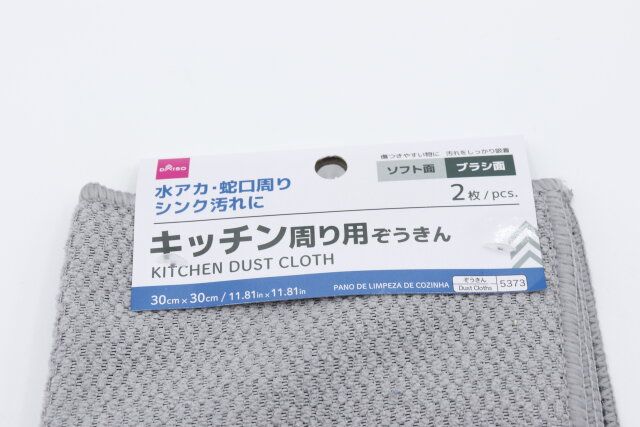 DAISO
傷つきやすい物に 汚れをしっかり吸着
ソフト面 ブラシ面
水アカ・蛇口周り
シンク汚れに
2枚/pcs.
キッチン周り用ぞうきん
KITCHEN DUST CLOTH
30cm×30cm/11.81in×11.81in
PANO DE LIMPEZA DE COZINHA
ぞうきん
Dust Cloths 5373